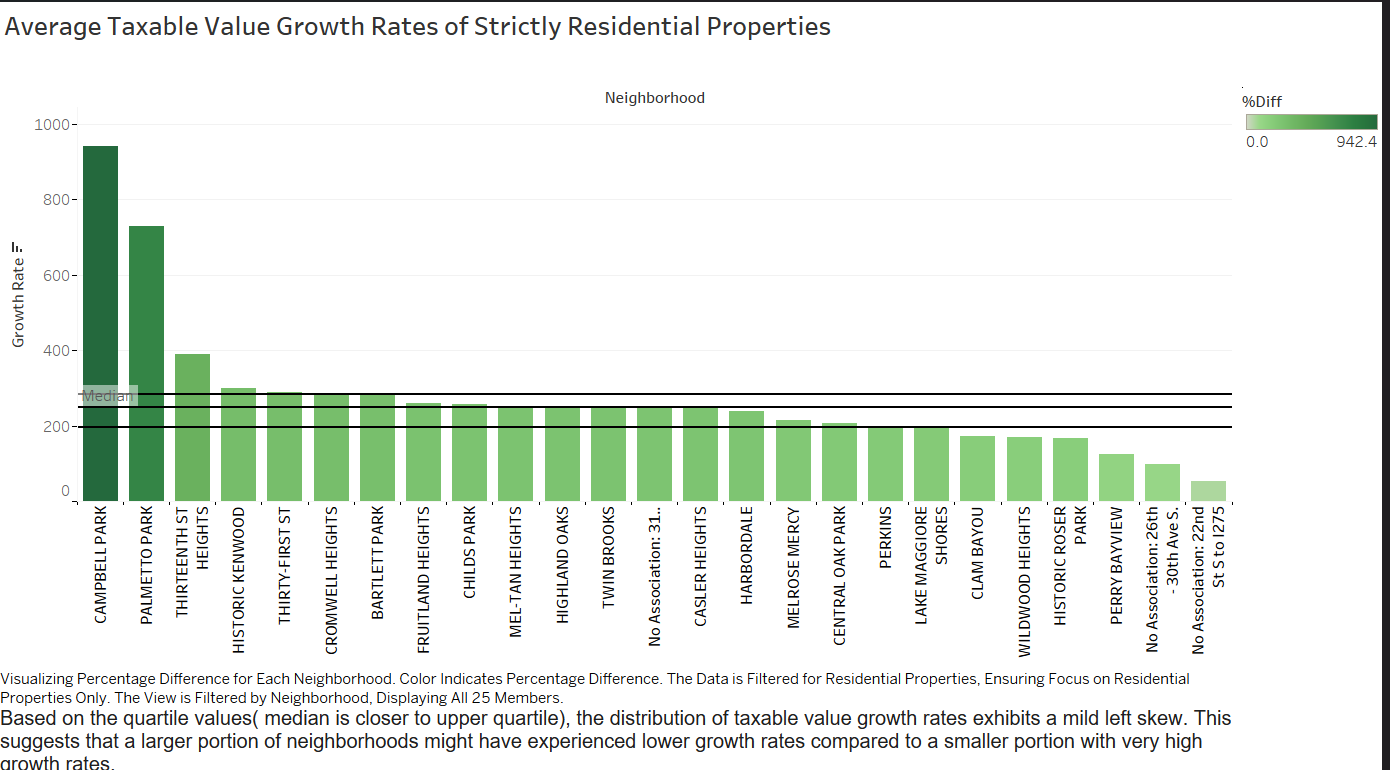 Average Taxable Value Growth Rates of Strictly Residential Properties
Neighborhood
%Diff
0.0 942.4
Growth Rate
1000
800
600
400
200
0
Median
CAMPBELL PARK
PALMETTO PARK
THIRTEENTH ST
HEIGHTS
HISTORIC KENWOOD
THIRTY-FIRST ST
CROMWELL HEIGHTS
BARTLETT PARK
FRUITLAND HEIGHTS
CHILDS PARK
MEL-TAN HEIGHTS
HIGHLAND OAKS
TWIN BROOKS
No Association: 31..
CASLER HEIGHTS
HARBORDALE
MELROSE MERCY
CENTRAL OAK PARK
PERKINS
LAKE MAGGIORE
SHORES
CLAM BAYOU
WILDWOOD HEIGHTS
HISTORIC ROSER
PARK
PERRY BAYVIEW
No Association: 26th
- 30th Ave S.
No Association: 22nd
St S to I275
Visualizing Percentage Difference for Each Neighborhood. Color Indicates Percentage Difference. The Data is Filtered for Residential Properties, Ensuring Focus on Residential
Properties Only. The View is Filtered by Neighborhood, Displaying All 25 Members.
Based on the quartile values( median is closer to upper quartile), the distribution of taxable value growth rates exhibits a mild left skew. This
suggests that a larger portion of neighborhoods might have experienced lower growth rates compared to a smaller portion with very high
growth rates.